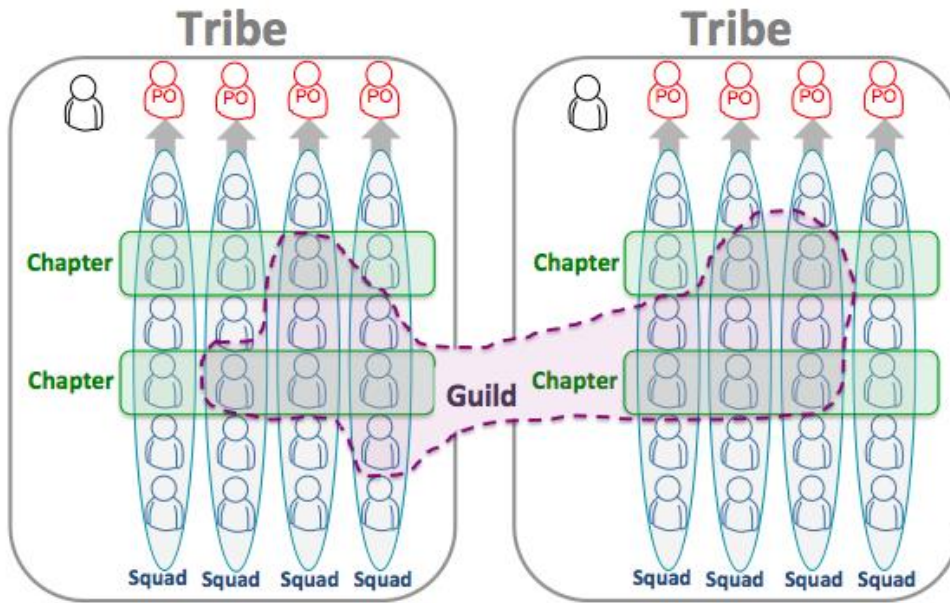 Tribe Tribe
PO PO PO PO PO PO PO PO
Chapter Chapter
Chapter Guild Chapter
Squad Squad Squad Squad Squad Squad Squad Squad